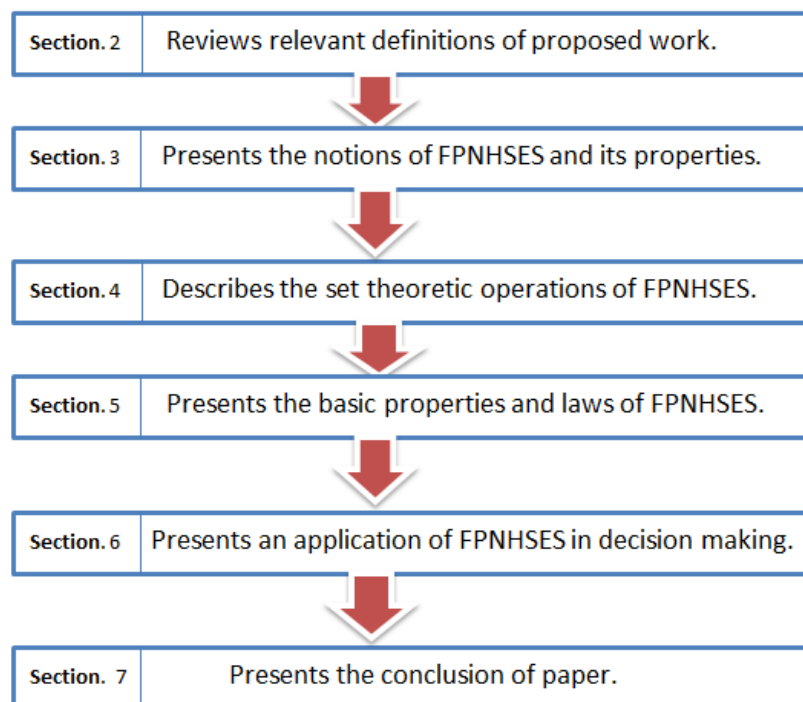 Section. 2 Reviews relevant definitions of proposed work.
Section. 3 Presents the notions of FPNHSES and its properties.
Section. 4 Describes the set theoretic operations of FPNHSES.
Section. 5 Presents the basic properties and laws of FPNHSES.
Section. 6 Presents an application of FPNHSES in decision making.
Section. 7 Presents the conclusion of paper.